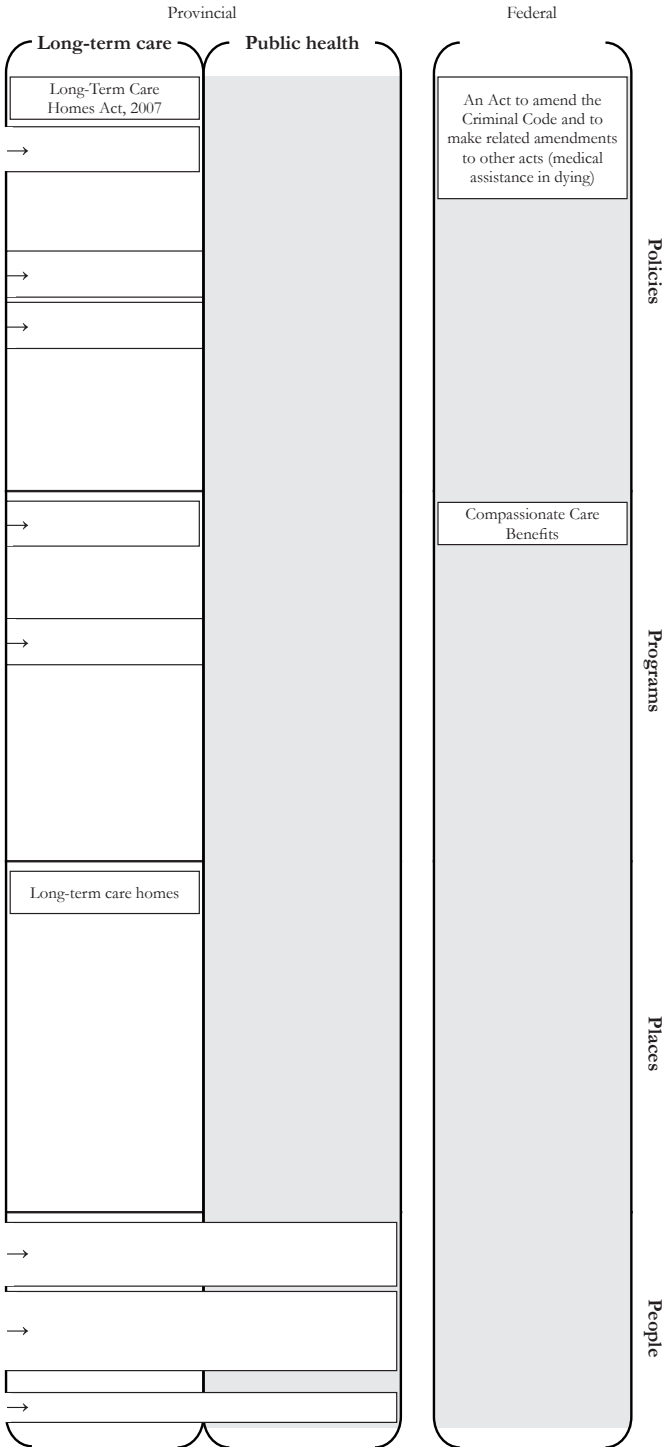 Provincial
Federal
Long-term care
Public health
Long-Term Care
Homes Act, 2007
→
→
→
An Act to amend the
Criminal Code and to
make related amendments
to other acts (medical
assistance in dying)
Policies
→
→
Compassionate Care
Benefits
Programs
Long-term care homes
Places
→
→
→
People